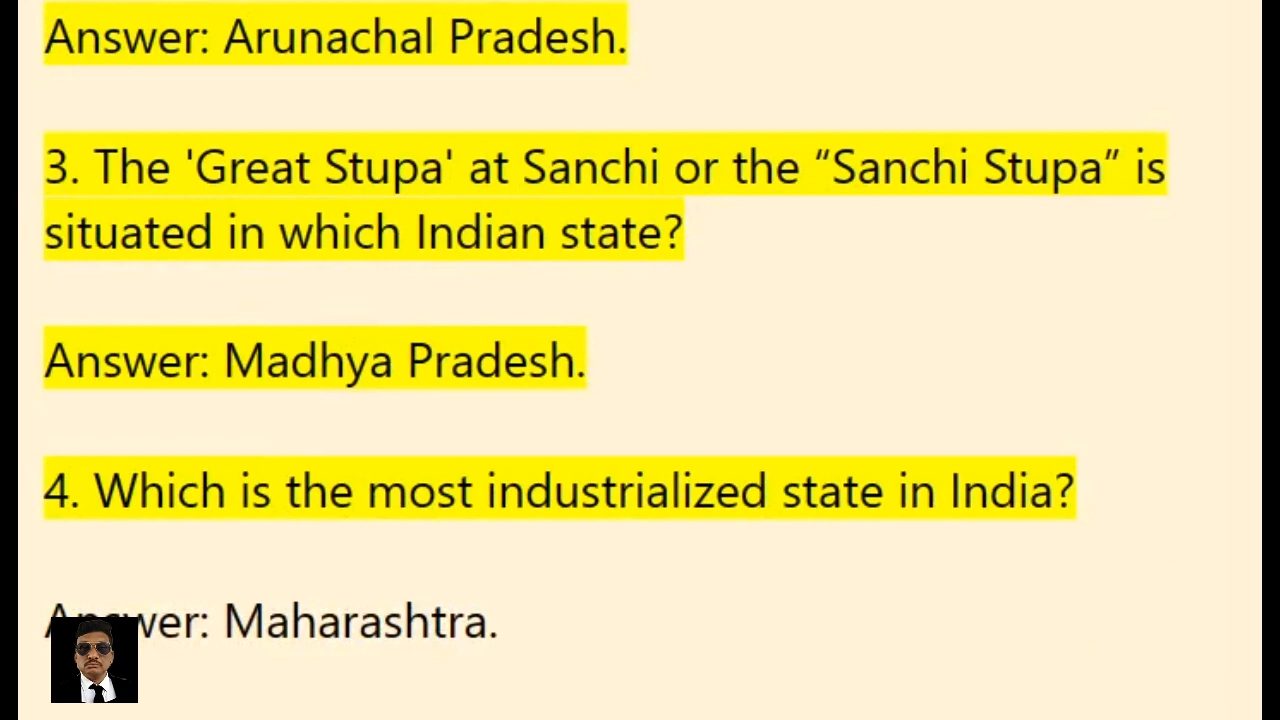 Answer: Arunachal Pradesh.
3. The 'Great Stupa' at Sanchi or the “Sanchi Stupa” is
situated in which Indian state?
Answer: Madhya Pradesh.
4. Which is the most industrialized state in India?
Answer: Maharashtra.